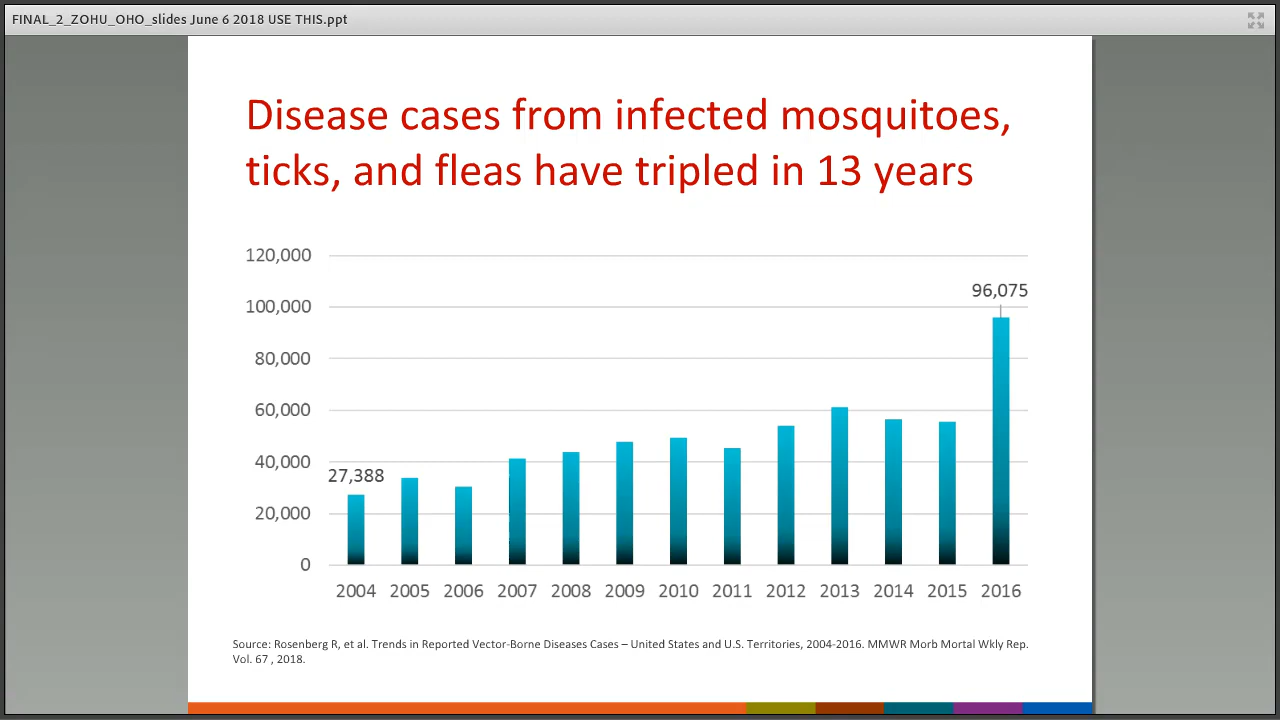 FINAL_2_ZOHU_OHO_slides June 6 2018 USE THIS.ppt
Disease cases from infected mosquitoes,
ticks, and fleas have tripled in 13 years
120,000
100,000
80,000
60,000
40,000
20,000
0
27,388
96,075
2004 2005 2006 2007 2008 2009 2010 2011 2012 2013 2014 2015 2016
Source: Rosenberg R, et al. Trends in Reported Vector-Borne Diseases Cases – United States and U.S. Territories, 2004-2016. MMWR Morb Mortal Wkly Rep.
Vol. 67 , 2018.